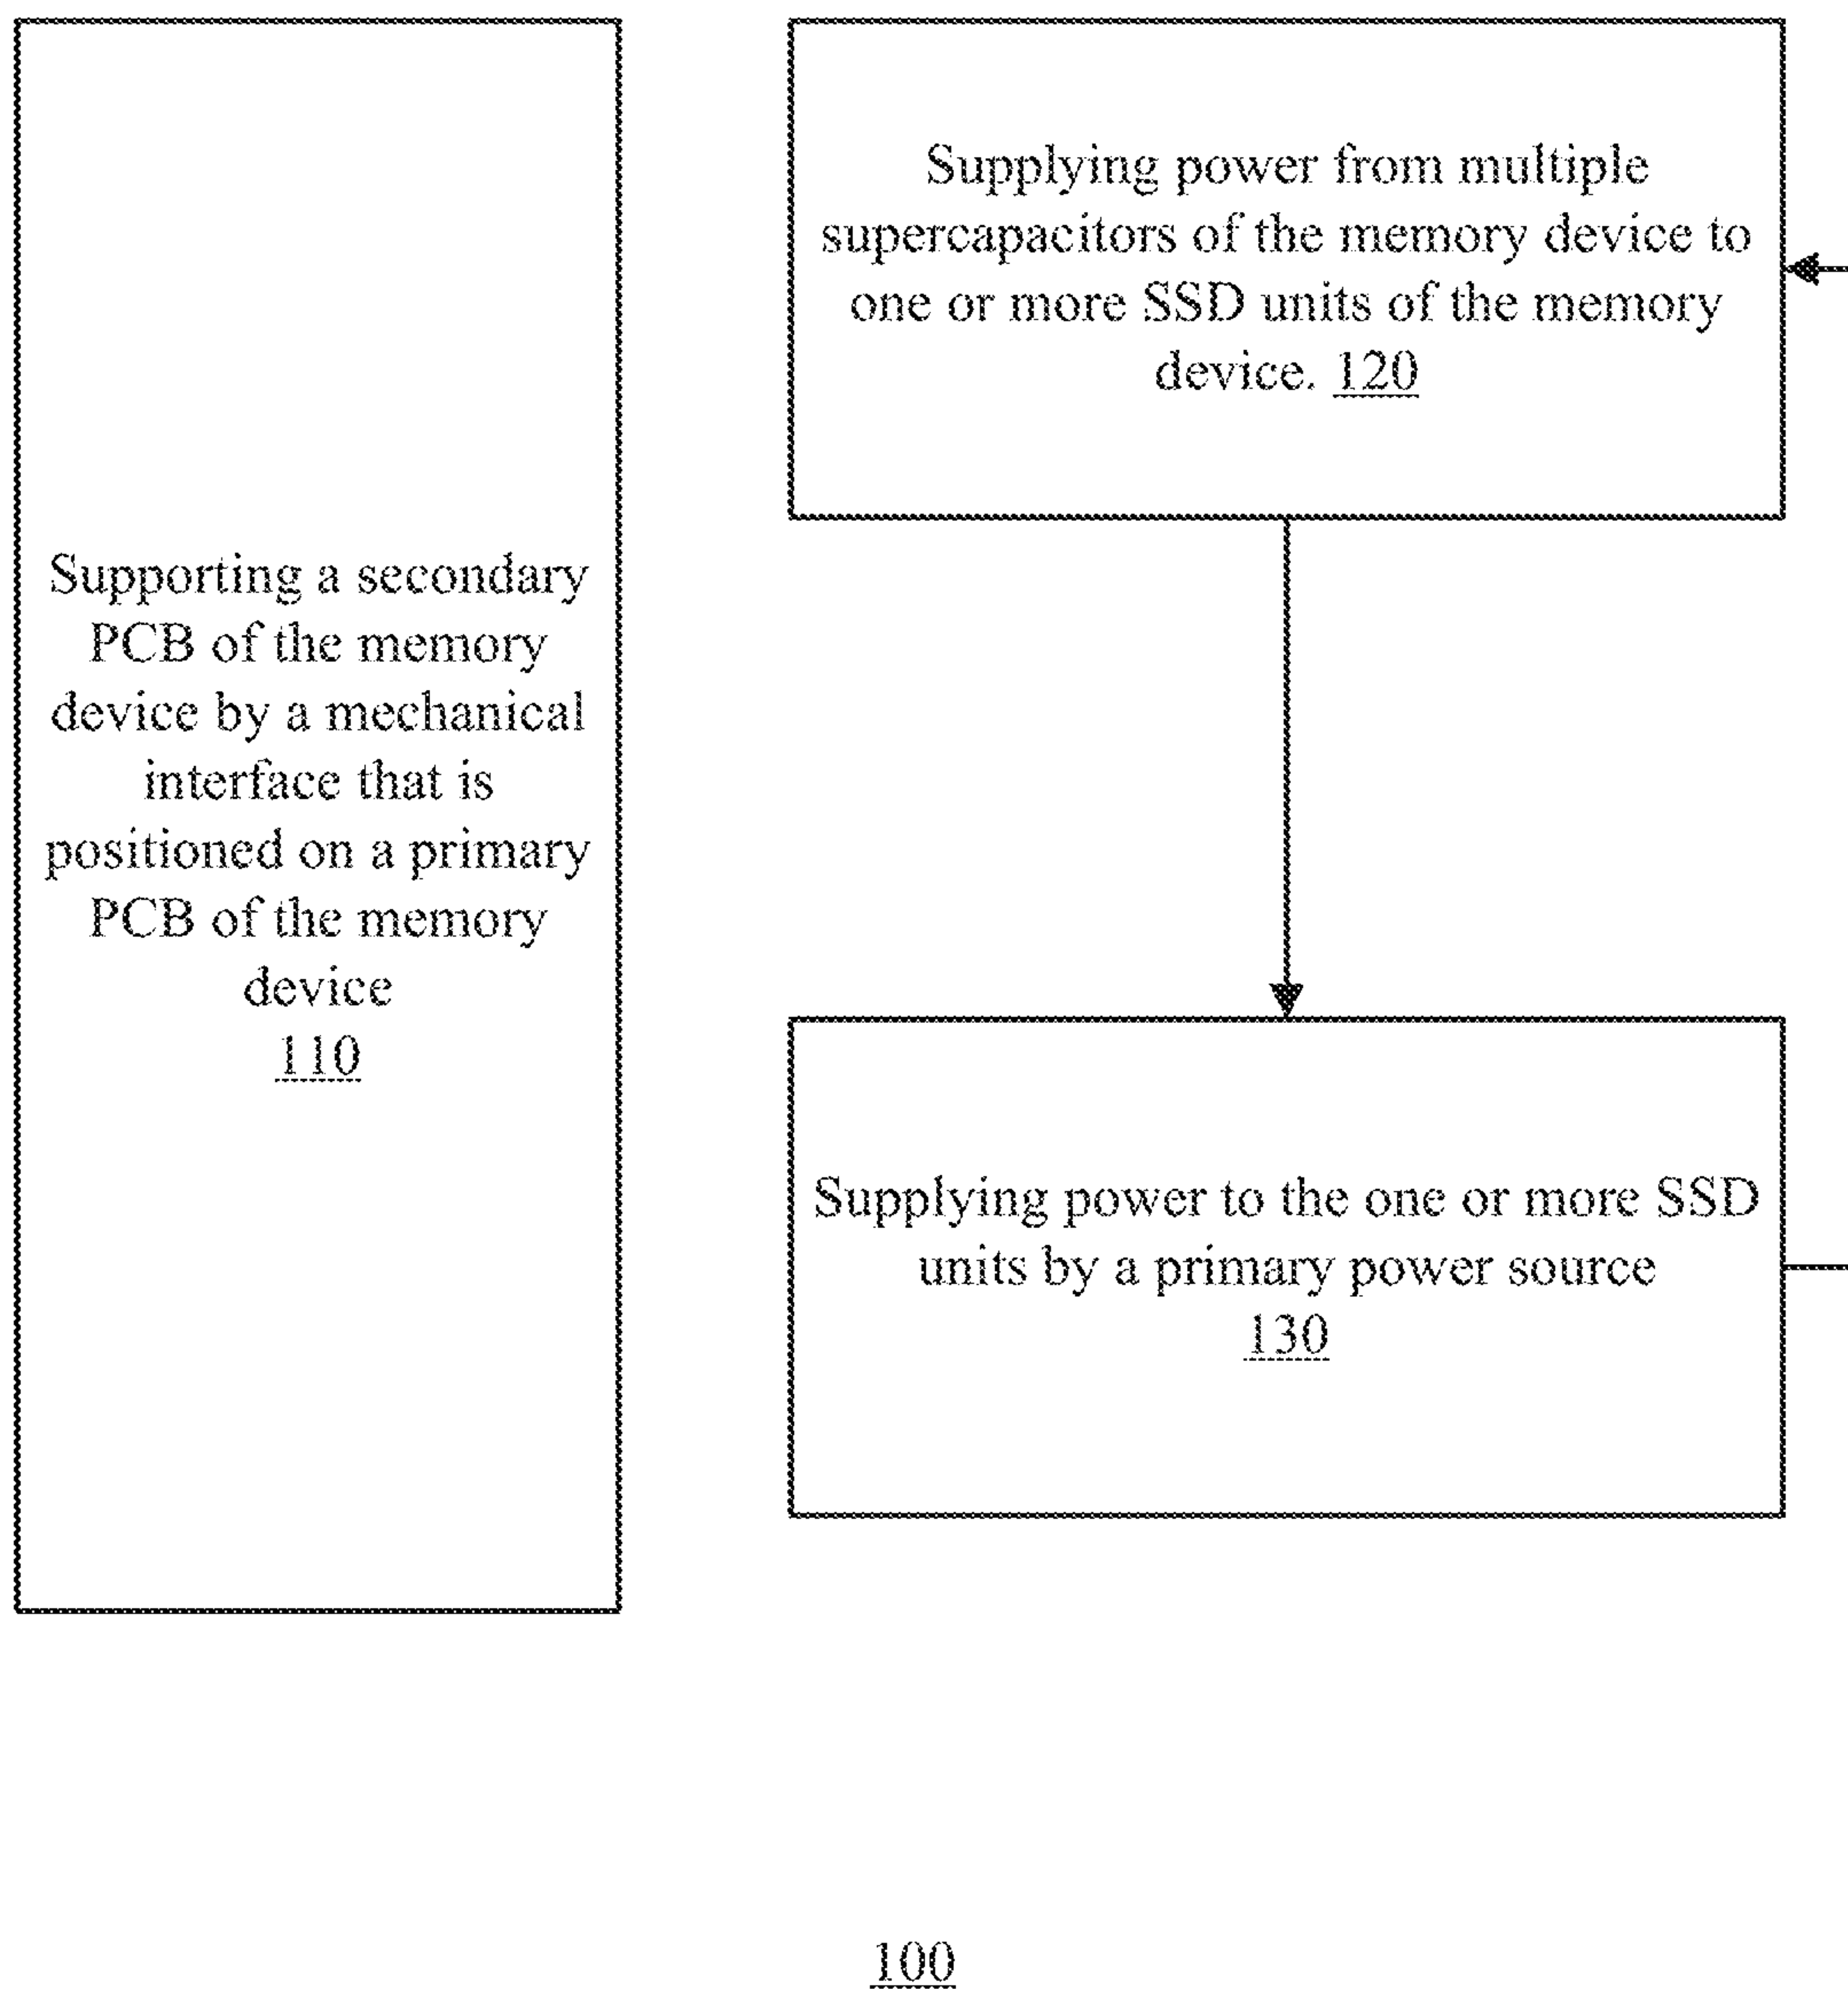 Supporting a secondary
PCB of the memory
device by a mechanical
interface that is
positioned on a primary
PCB of the memory
device
110
Supplying power from multiple
supercapacitors of the memory device to
one or more SSD units of the memory
device. 120
Supplying power to the one or more SSD
units by a primary power source
130
100